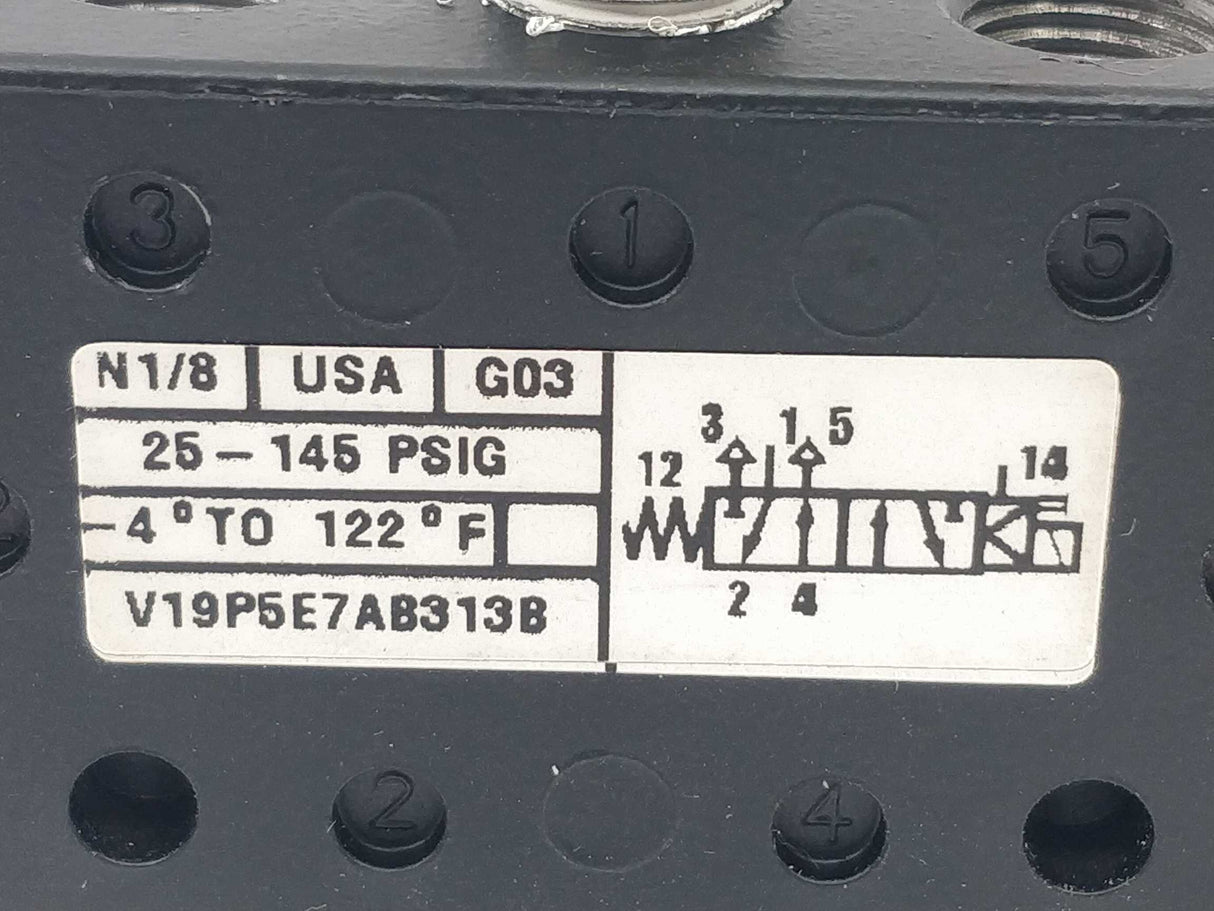 3 1 5
N1/8 USA G03
25-145 PSIG
-4° TO 122°F
V19P5E7AB313B
3 1 5
12 14
2 4
2 4